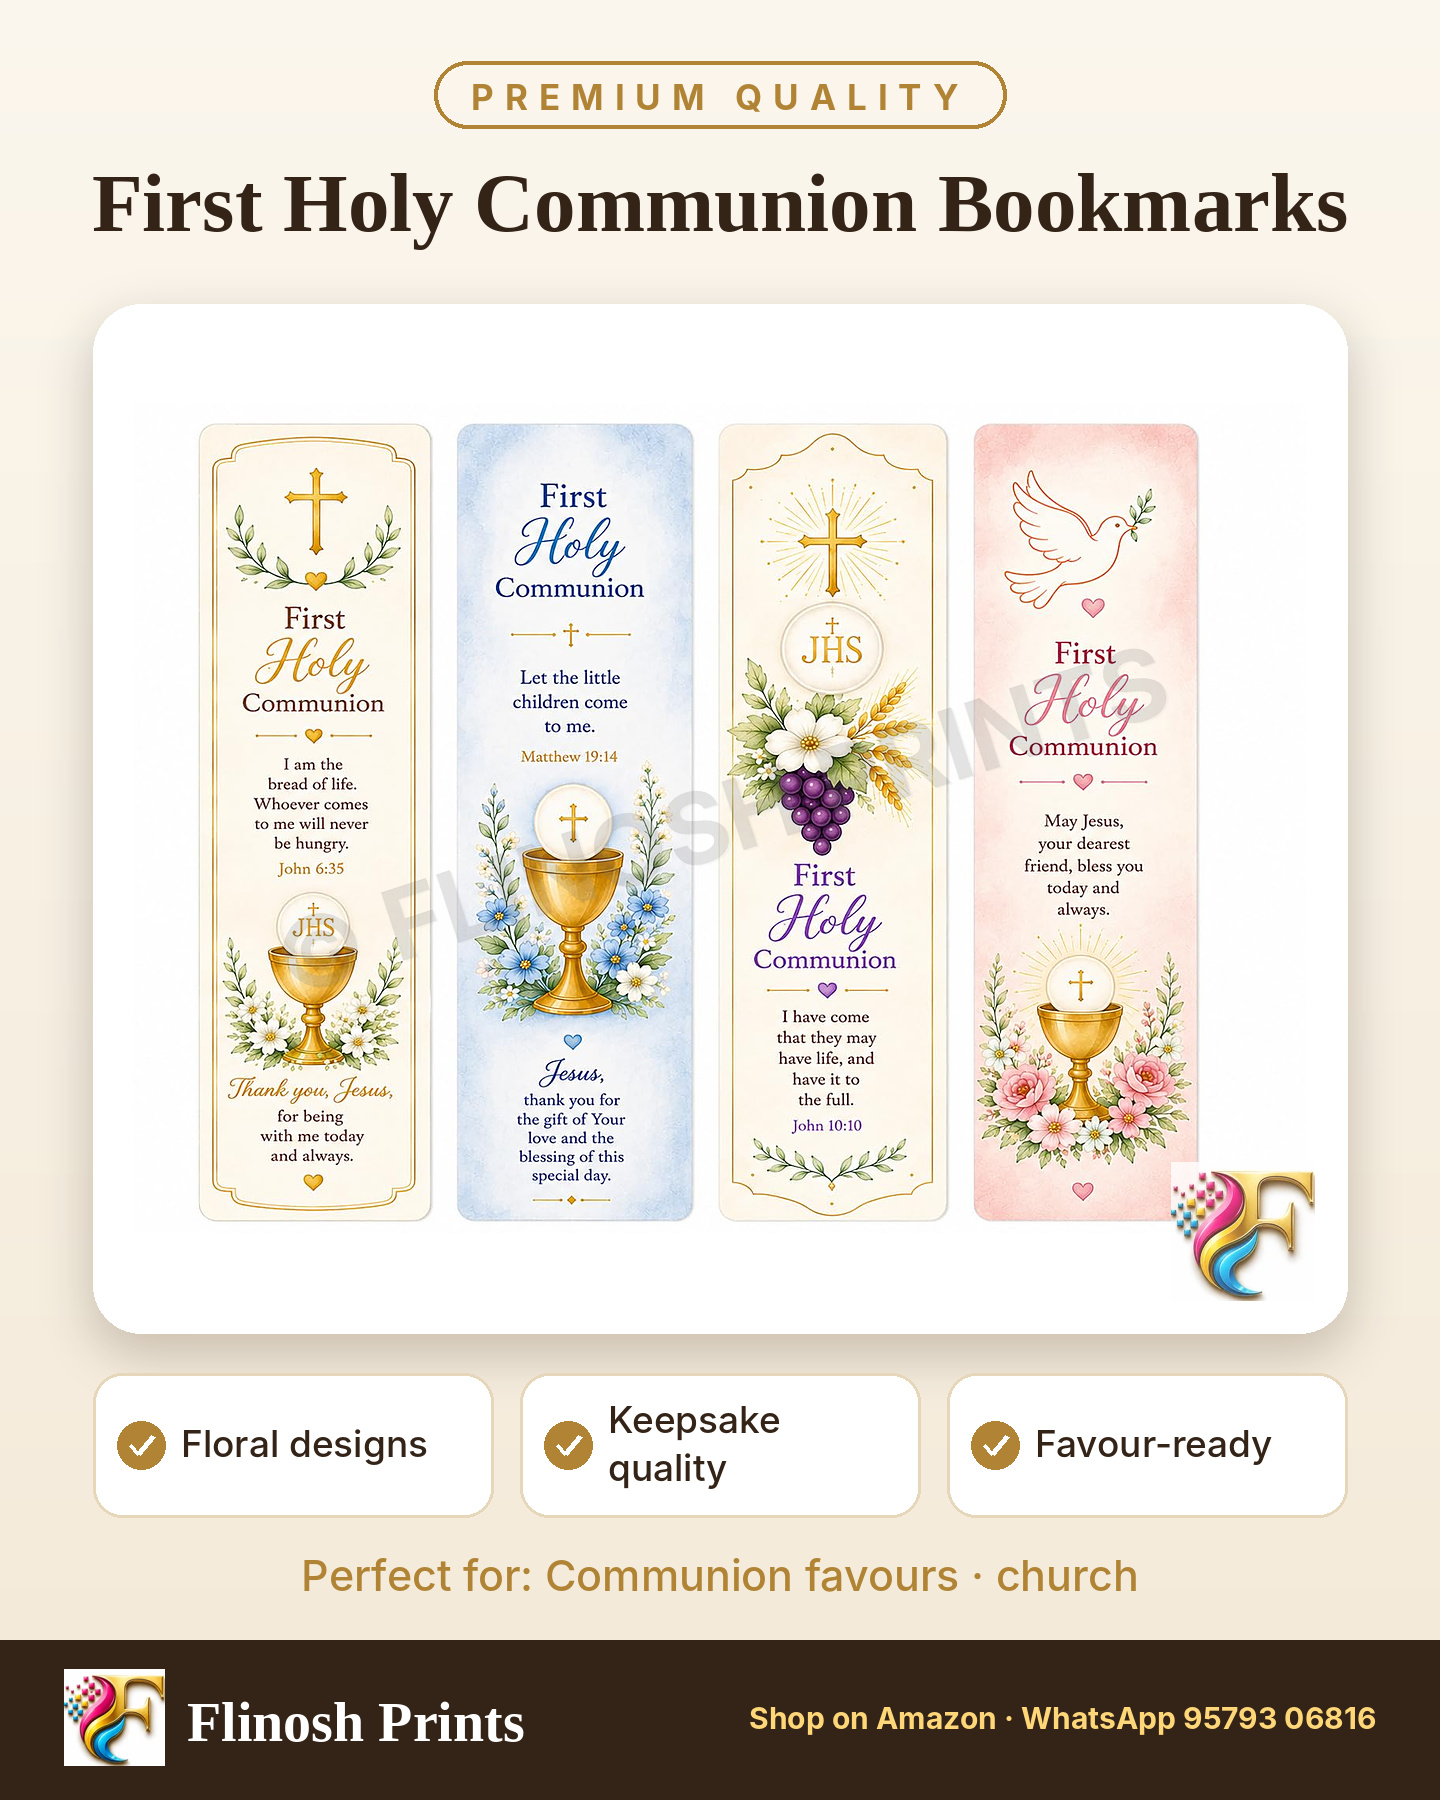 PREMIUM QUALITY
First Holy Communion Bookmarks
First
Holy
Communion
I am the
bread of life.
Whoever comes
to me will never
be hungry.
John 6:35
JHS
Thank you, Jesus,
for being
with me today
and always.
First
Holy
Communion
Let the little
children come
to me.
Matthew 19:14
Jesus,
thank you for
the gift of Your
love and the
blessing of this
special day.
JHS
First
Holy
Communion
I have come
that they may
have life, and
have it to
the full.
John 10:10
First
Holy
Communion
May Jesus,
your dearest
friend, bless you
today and
always.
© FLINOSH PRINTS
F
Floral designs
Keepsake
quality
Favour-ready
Perfect for: Communion favours · church
F
Flinosh Prints
Shop on Amazon · WhatsApp 95793 06816